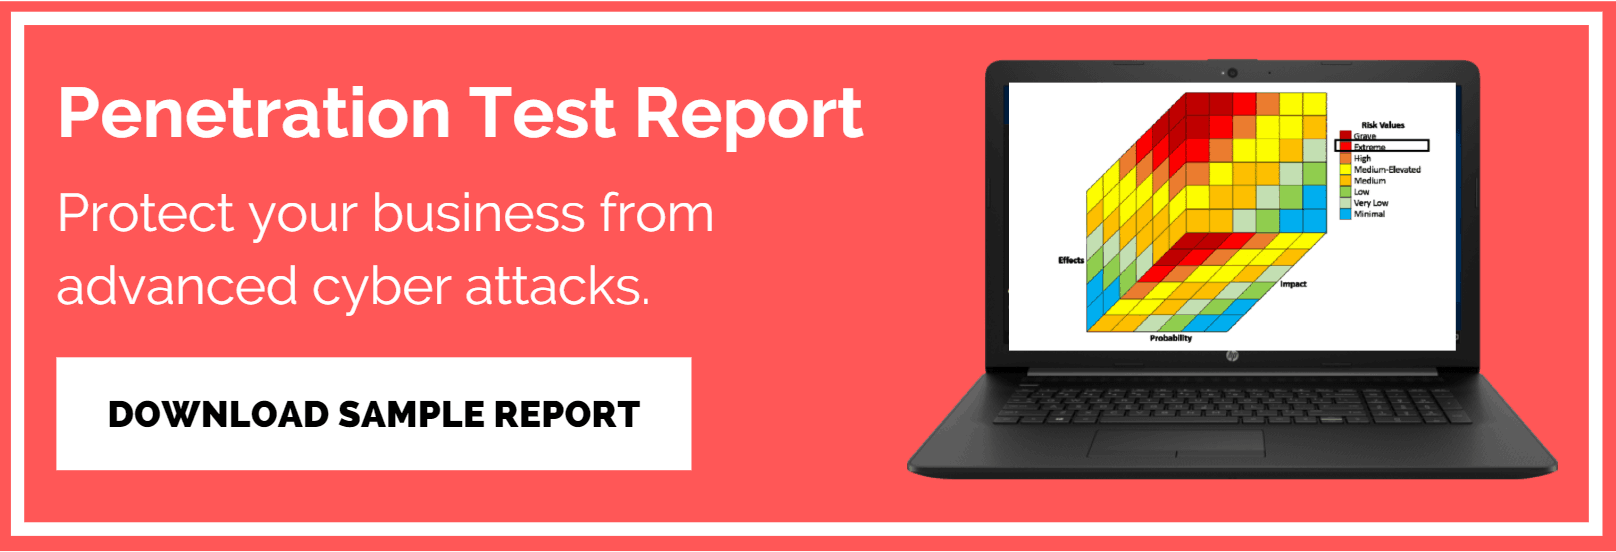 Penetration Test Report
Protect your business from
advanced cyber attacks.
DOWNLOAD SAMPLE REPORT
Risk Values
Grave
Extreme
High
Medium-Elevated
Medium
Low
Very Low
Minimal
Effects
Impact
Probability
hp